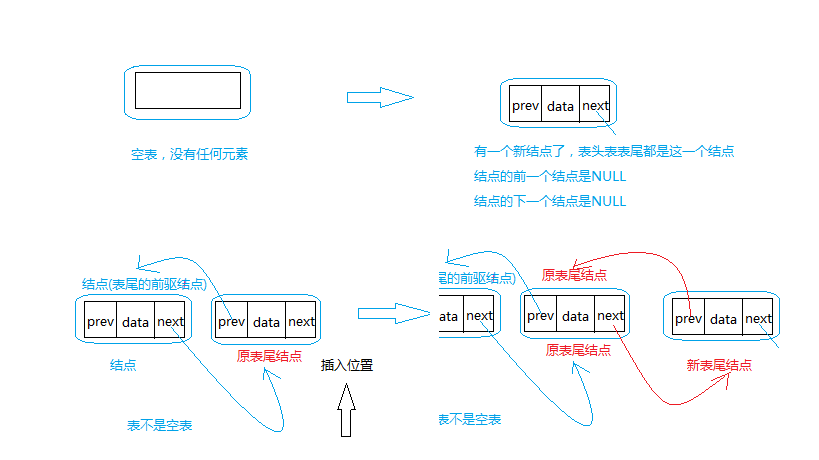 prev data next
空表，没有任何元素
有一个新结点了，表头表表尾都是这一个结点
结点的前一个结点是NULL
结点的下一个结点是NULL
结点(表尾的前驱结点)
prev data next
prev data next
结点
原表尾结点
插入位置
表不是空表
尾的前驱结点)
原表尾结点
ata next
prev data next
prev data next
原表尾结点
新表尾结点
表不是空表